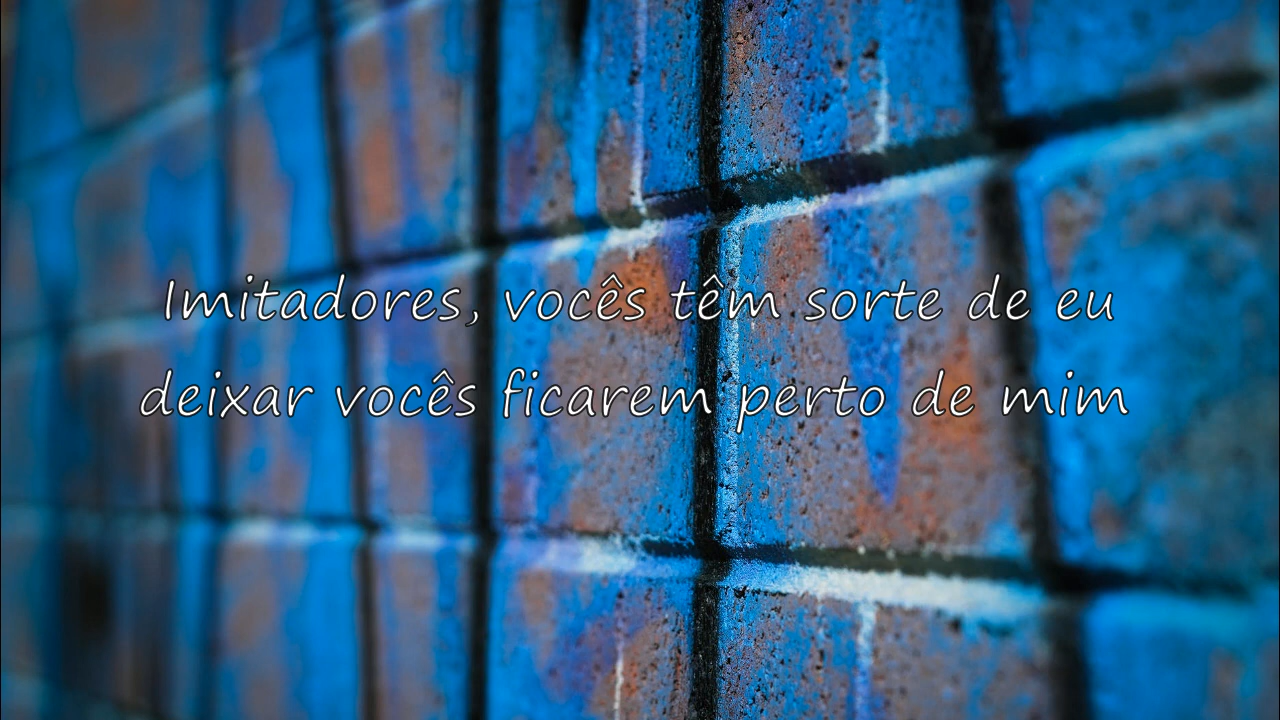 Imitadores, vocês têm sorte de eu
deixar vocês ficarem perto de mim